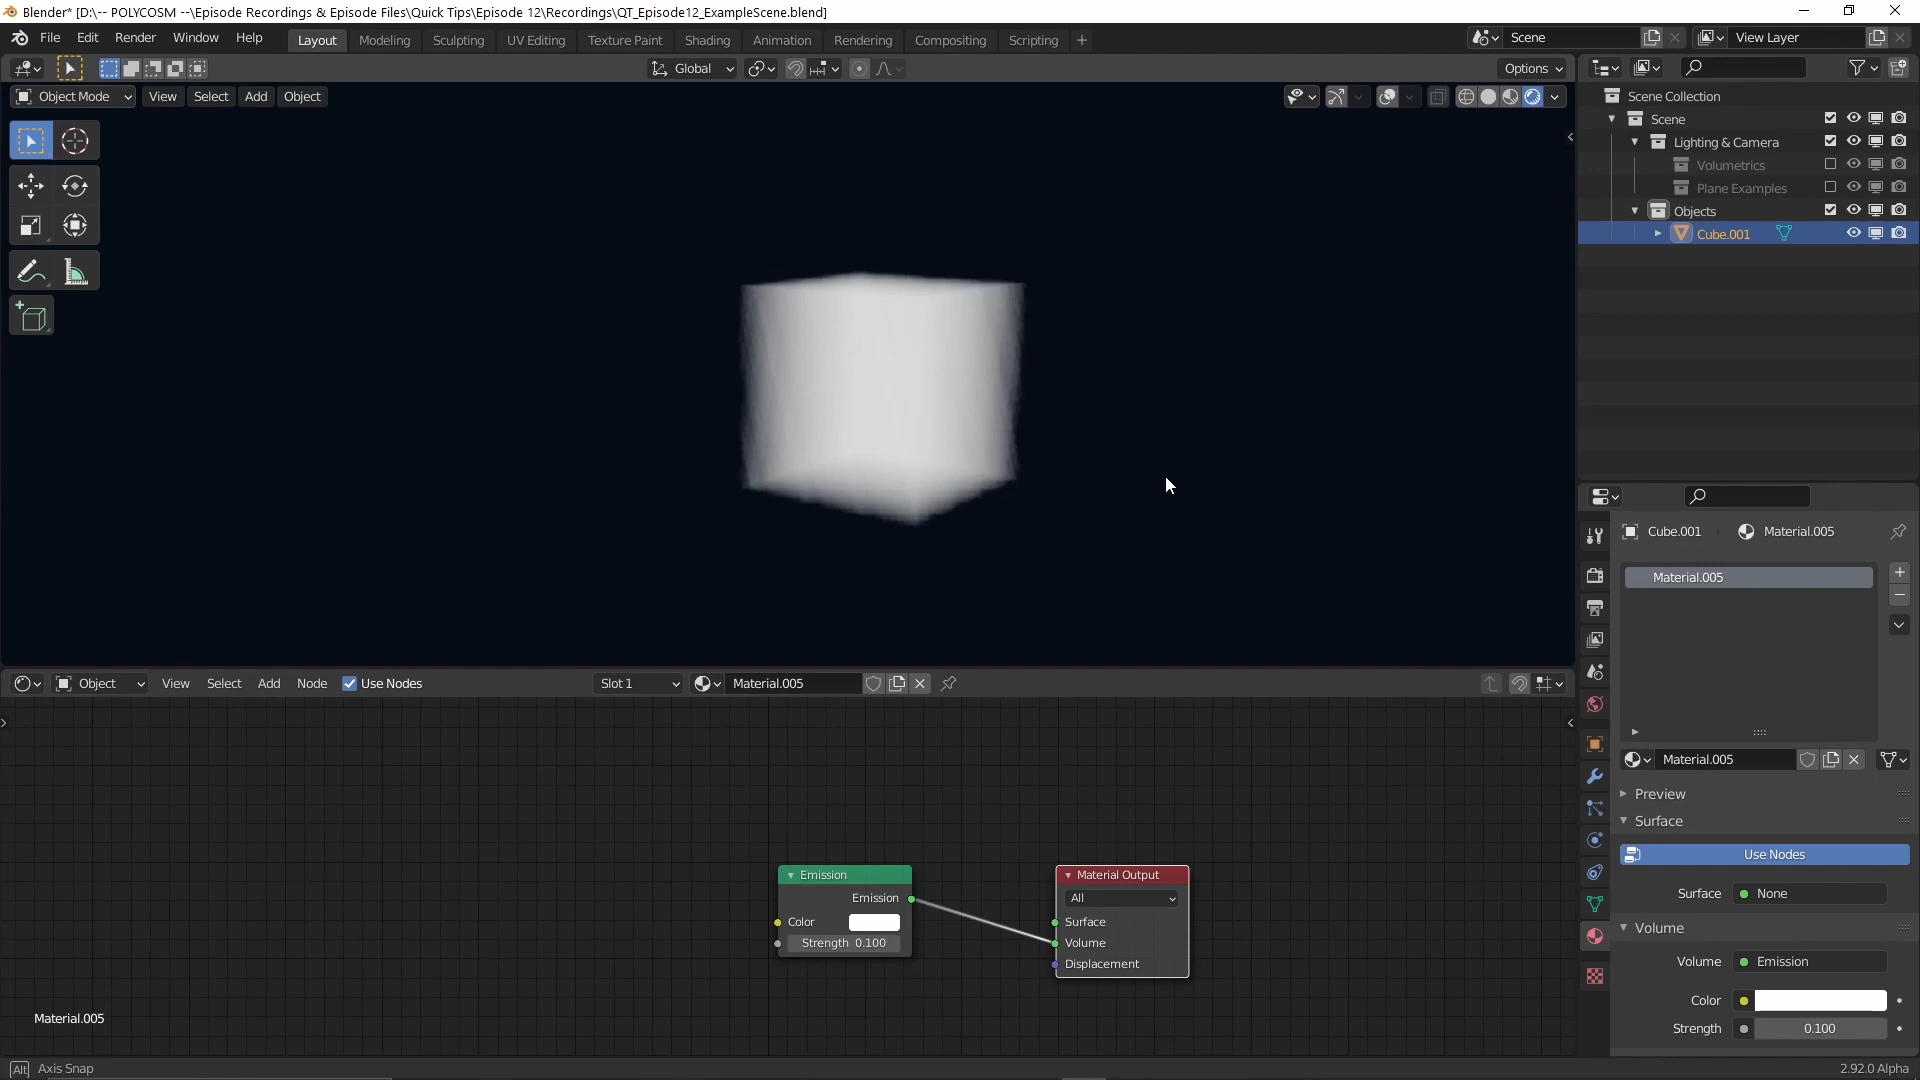 Blender* [D:\-- POLYCOSM --\Episode Recordings & Episode Files\Quick Tips\Episode 12\Recordings\QT_Episode12_ExampleScene.blend]
File Edit Render Window Help Layout Modeling Sculpting UV Editing Texture Paint Shading Animation Rendering Compositing Scripting + Scene View Layer
Global Options
Object Mode View Select Add Object
Scene Collection
Scene
Lighting & Camera
Volumetrics
Plane Examples
Objects
Cube.001
Cube.001 Material.005
Material.005
Material.005
Preview
Surface
Use Nodes
Surface None
Volume
Volume Emission
Color
Strength 0.100
Object View Select Add Node Use Nodes Slot 1 Material.005
Emission
Emission
Color
Strength 0.100
Material Output
All
Surface
Volume
Displacement
Material.005
Alt Axis Snap 2.92.0 Alpha